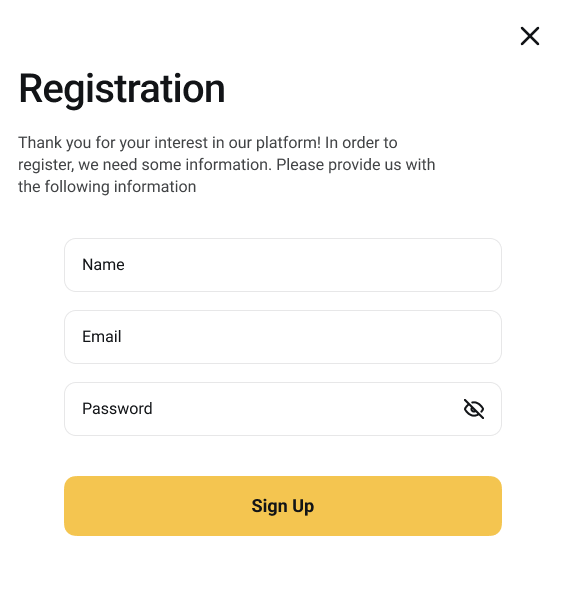 Registration
Thank you for your interest in our platform! In order to
register, we need some information. Please provide us with
the following information
Name
Email
Password
Sign Up